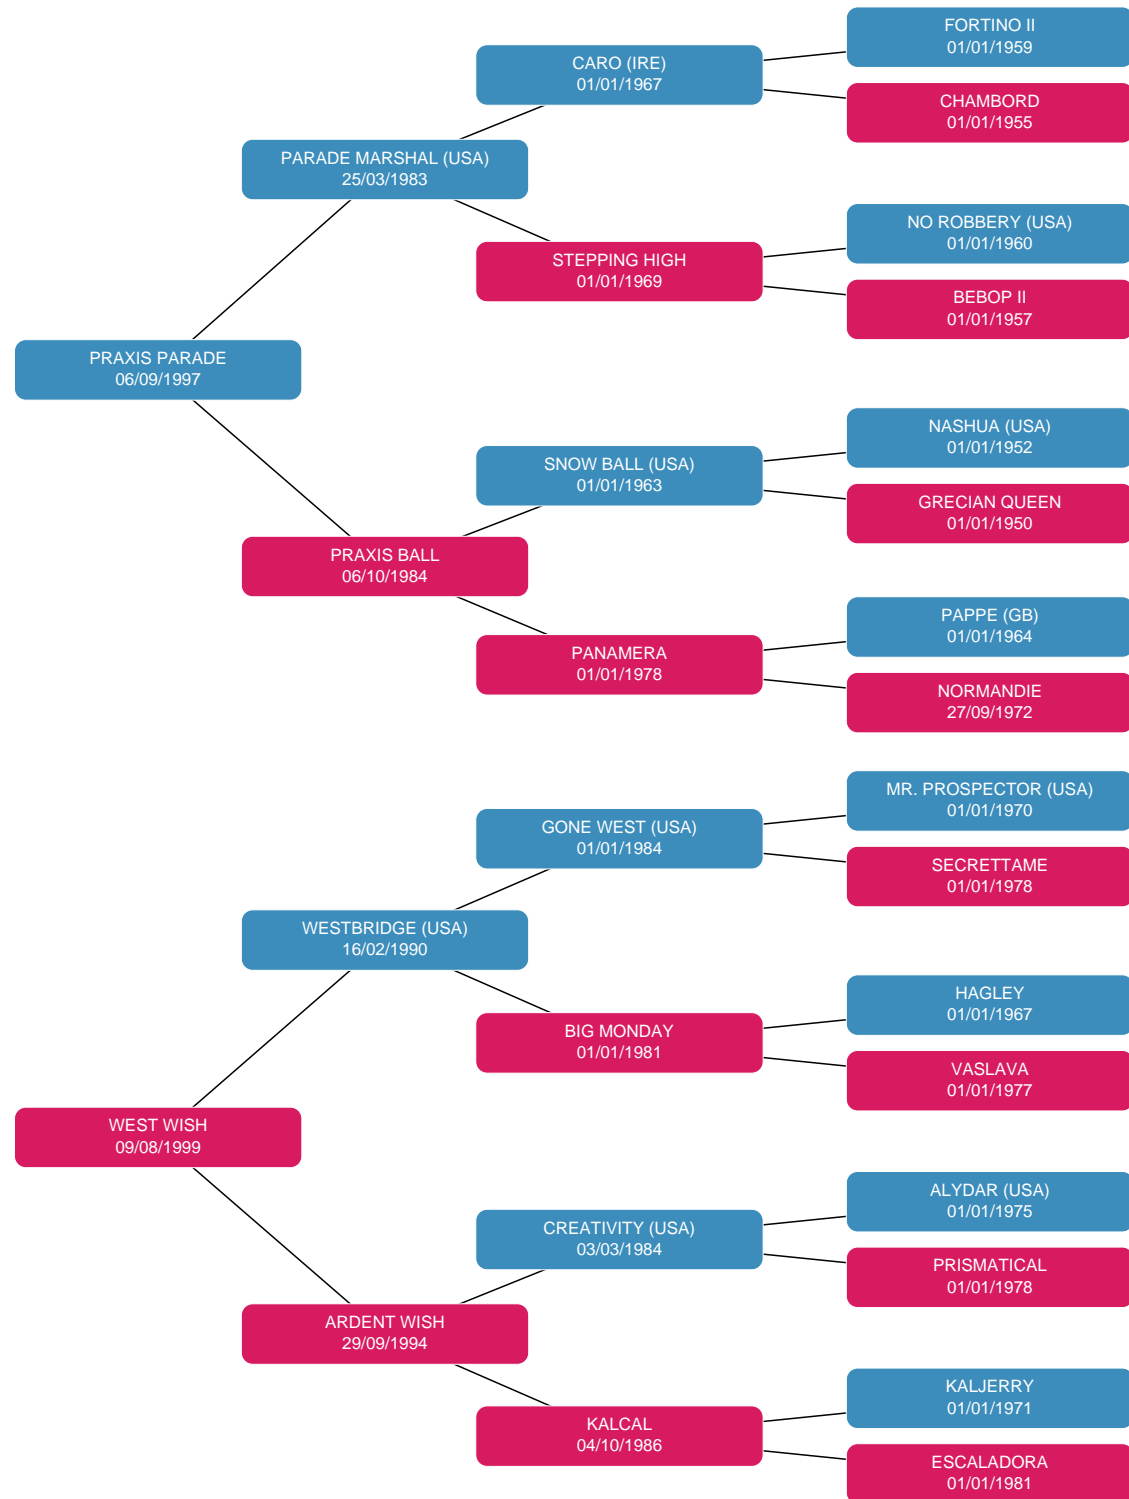 FORTINO II
01/01/1959
CARO (IRE)
01/01/1967
CHAMBORD
01/01/1955
PARADE MARSHAL (USA)
25/03/1983
NO ROBBERY (USA)
01/01/1960
STEPPING HIGH
01/01/1969
BEBOP II
01/01/1957
PRAXIS PARADE
06/09/1997
NASHUA (USA)
01/01/1952
SNOW BALL (USA)
01/01/1963
GRECIAN QUEEN
01/01/1950
PRAXIS BALL
06/10/1984
PAPPE (GB)
01/01/1964
PANAMERA
01/01/1978
NORMANDIE
27/09/1972
MR. PROSPECTOR (USA)
01/01/1970
GONE WEST (USA)
01/01/1984
SECRETTAME
01/01/1978
WESTBRIDGE (USA)
16/02/1990
HAGLEY
01/01/1967
BIG MONDAY
01/01/1981
VASLAVA
01/01/1977
WEST WISH
09/08/1999
ALYDAR (USA)
01/01/1975
CREATIVITY (USA)
03/03/1984
PRISMATICAL
01/01/1978
ARDENT WISH
29/09/1994
KALJERRY
01/01/1971
KALCAL
04/10/1986
ESCALADORA
01/01/1981